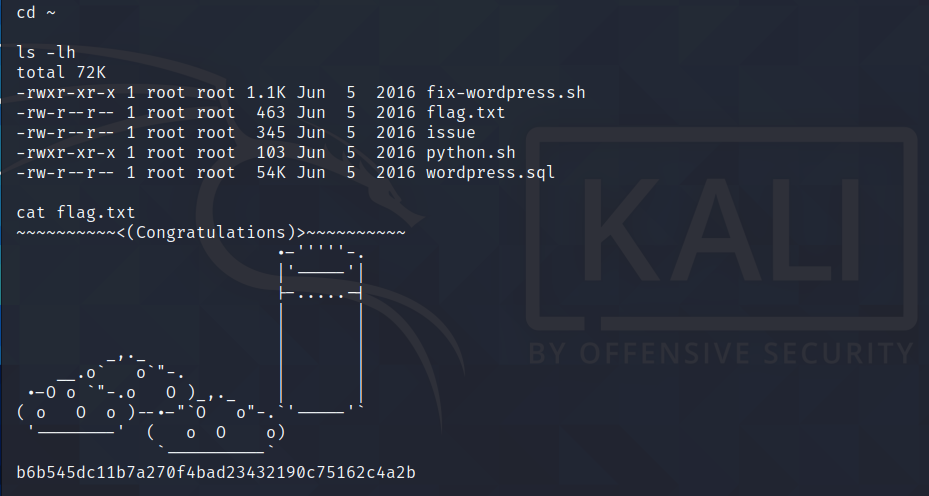 cd ~
ls -lh
total 72K
-rwxr-xr-x 1 root root 1.1K Jun  5  2016 fix-wordpress.sh
-rw-r--r-- 1 root root  463 Jun  5  2016 flag.txt
-rw-r--r-- 1 root root  345 Jun  5  2016 issue
-rwxr-xr-x 1 root root  103 Jun  5  2016 python.sh
-rw-r--r-- 1 root root  54K Jun  5  2016 wordpress.sql
cat flag.txt
~~~~~~~~~~<(Congratulations)>~~~~~~~~~~
                          .-'''''-.
                          |'-----'|
                          |-.....-|
                          |       |
                          |       |
         _,._             |       |
    __.o`   o`"-.         |       |
 .-O o `"-.o   O )_,._    |       |
( o   O  o )--.-"`O   o"-.`'-----'`
 '--------'  (   o  O    o)
              `----------`
b6b545dc11b7a270f4bad23432190c75162c4a2b
KALI
BY OFFENSIVE SECURITY